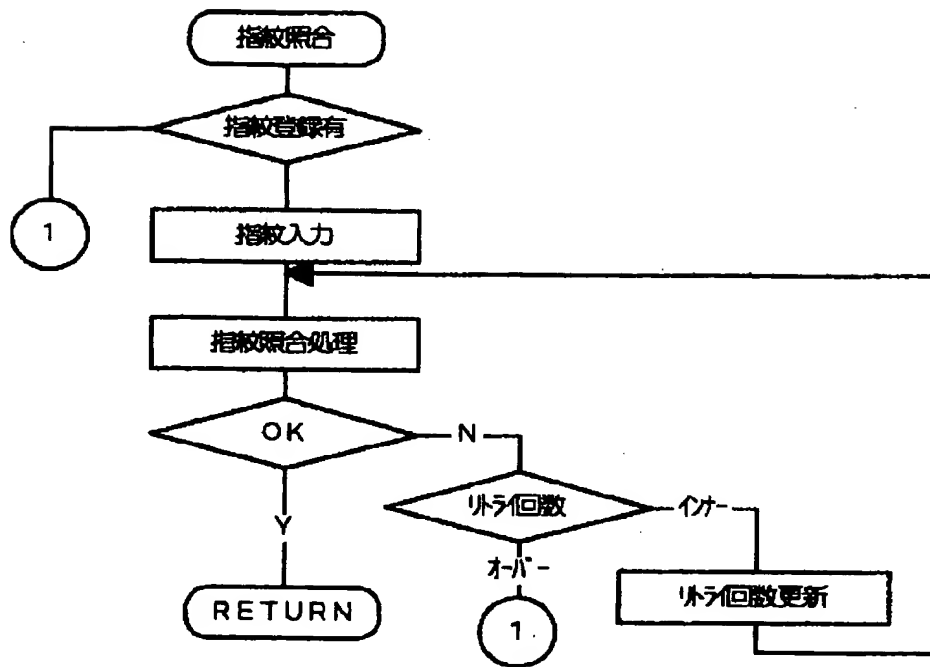 指紋照合
指紋登録有
1
指紋入力
指紋照合処理
OK
N
リトライ回数
インナー
Y
オーバー
リトライ回数更新
RETURN
1